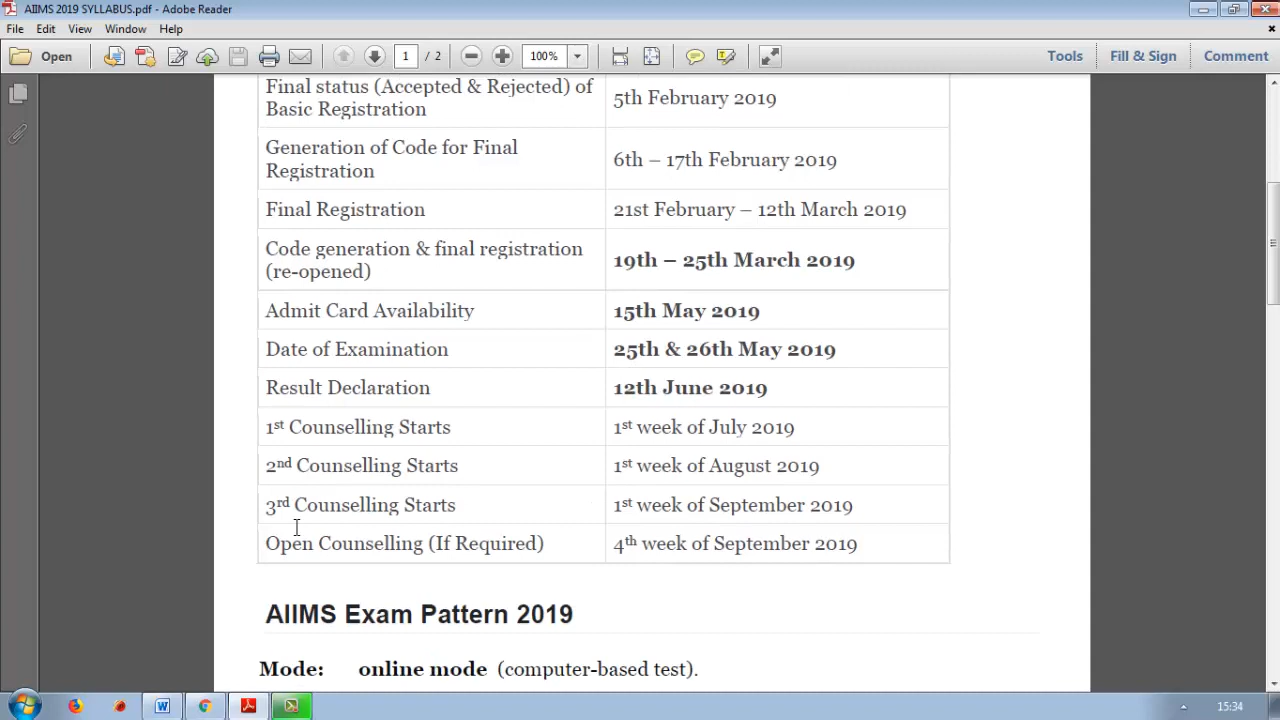 AIIMS 2019 SYLLABUS.pdf - Adobe Reader
File Edit View Window Help
Open 1 / 2 100% Tools Fill & Sign Comment
Final status (Accepted & Rejected) of
Basic Registration
5th February 2019
Generation of Code for Final
Registration
6th – 17th February 2019
Final Registration 21st February – 12th March 2019
Code generation & final registration
(re-opened)
19th – 25th March 2019
Admit Card Availability 15th May 2019
Date of Examination 25th & 26th May 2019
Result Declaration 12th June 2019
1st Counselling Starts 1st week of July 2019
2nd Counselling Starts 1st week of August 2019
3rd Counselling Starts 1st week of September 2019
Open Counselling (If Required) 4th week of September 2019
AIIMS Exam Pattern 2019
Mode: online mode (computer-based test).
15:34